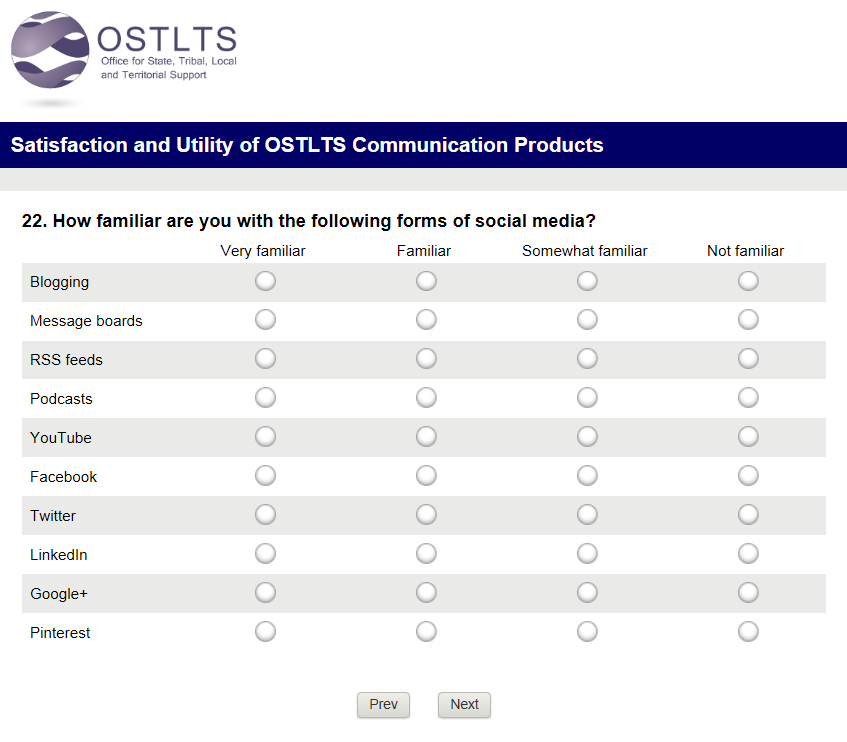 OSTLTS
Office for State, Tribal, Local
and Territorial Support
Satisfaction and Utility of OSTLTS Communication Products
22. How familiar are you with the following forms of social media?
Very familiar Familiar Somewhat familiar Not familiar
Blogging
Message boards
RSS feeds
Podcasts
YouTube
Facebook
Twitter
LinkedIn
Google+
Pinterest
Prev Next